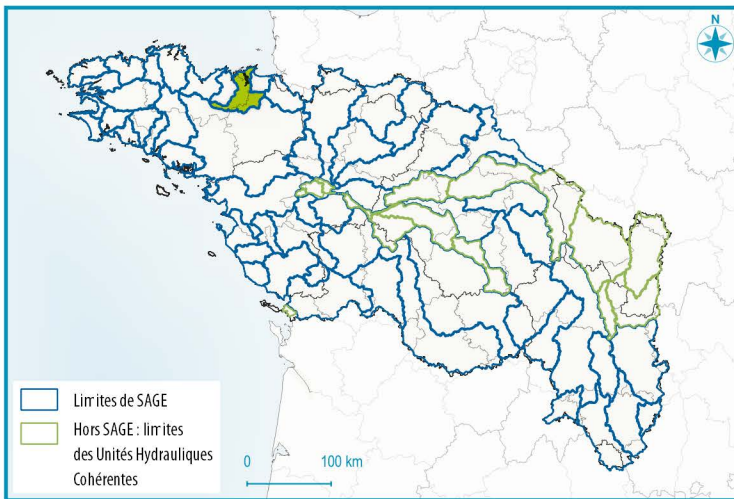 N
Limites de SAGE
Hors SAGE : limites
des Unités Hydrauliques
Cohérentes
0 100 km